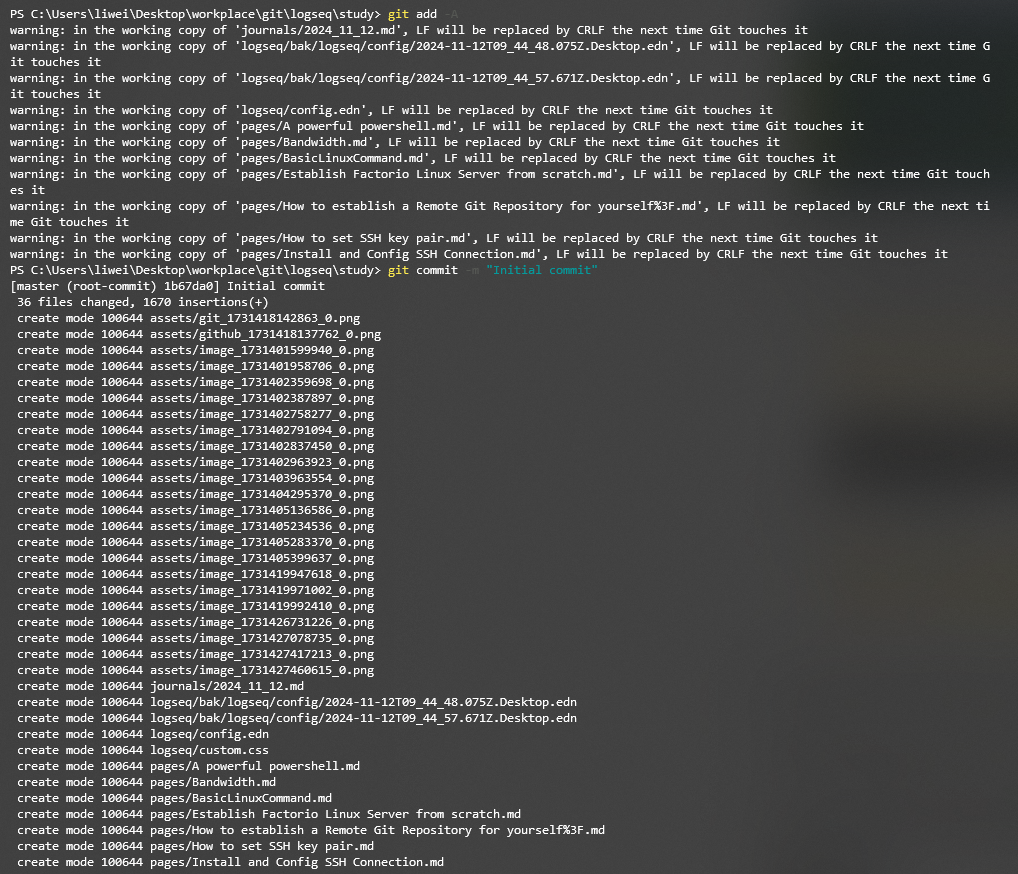 PS C:\Users\liwei\Desktop\workplace\git\logseq\study> git add -A
warning: in the working copy of 'journals/2024_11_12.md', LF will be replaced by CRLF the next time Git touches it
warning: in the working copy of 'logseq/bak/logseq/config/2024-11-12T09_44_48.075Z.Desktop.edn', LF will be replaced by CRLF the next time G
it touches it
warning: in the working copy of 'logseq/bak/logseq/config/2024-11-12T09_44_57.671Z.Desktop.edn', LF will be replaced by CRLF the next time G
it touches it
warning: in the working copy of 'logseq/config.edn', LF will be replaced by CRLF the next time Git touches it
warning: in the working copy of 'pages/A powerful powershell.md', LF will be replaced by CRLF the next time Git touches it
warning: in the working copy of 'pages/Bandwidth.md', LF will be replaced by CRLF the next time Git touches it
warning: in the working copy of 'pages/BasicLinuxCommand.md', LF will be replaced by CRLF the next time Git touches it
warning: in the working copy of 'pages/Establish Factorio Linux Server from scratch.md', LF will be replaced by CRLF the next time Git touch
es it
warning: in the working copy of 'pages/How to establish a Remote Git Repository for yourself%3F.md', LF will be replaced by CRLF the next ti
me Git touches it
warning: in the working copy of 'pages/How to set SSH key pair.md', LF will be replaced by CRLF the next time Git touches it
warning: in the working copy of 'pages/Install and Config SSH Connection.md', LF will be replaced by CRLF the next time Git touches it
PS C:\Users\liwei\Desktop\workplace\git\logseq\study> git commit -m "Initial commit"
[master (root-commit) 1b67da0] Initial commit
 36 files changed, 1670 insertions(+)
 create mode 100644 assets/git_1731418142863_0.png
 create mode 100644 assets/github_1731418137762_0.png
 create mode 100644 assets/image_1731401599940_0.png
 create mode 100644 assets/image_1731401958706_0.png
 create mode 100644 assets/image_1731402359698_0.png
 create mode 100644 assets/image_1731402387897_0.png
 create mode 100644 assets/image_1731402758277_0.png
 create mode 100644 assets/image_1731402791094_0.png
 create mode 100644 assets/image_1731402837450_0.png
 create mode 100644 assets/image_1731402963923_0.png
 create mode 100644 assets/image_1731403963554_0.png
 create mode 100644 assets/image_1731404295370_0.png
 create mode 100644 assets/image_1731405136586_0.png
 create mode 100644 assets/image_1731405234536_0.png
 create mode 100644 assets/image_1731405283370_0.png
 create mode 100644 assets/image_1731405399637_0.png
 create mode 100644 assets/image_1731419947618_0.png
 create mode 100644 assets/image_1731419971002_0.png
 create mode 100644 assets/image_1731419992410_0.png
 create mode 100644 assets/image_1731426731226_0.png
 create mode 100644 assets/image_1731427078735_0.png
 create mode 100644 assets/image_1731427417213_0.png
 create mode 100644 assets/image_1731427460615_0.png
 create mode 100644 journals/2024_11_12.md
 create mode 100644 logseq/bak/logseq/config/2024-11-12T09_44_48.075Z.Desktop.edn
 create mode 100644 logseq/bak/logseq/config/2024-11-12T09_44_57.671Z.Desktop.edn
 create mode 100644 logseq/config.edn
 create mode 100644 logseq/custom.css
 create mode 100644 pages/A powerful powershell.md
 create mode 100644 pages/Bandwidth.md
 create mode 100644 pages/BasicLinuxCommand.md
 create mode 100644 pages/Establish Factorio Linux Server from scratch.md
 create mode 100644 pages/How to establish a Remote Git Repository for yourself%3F.md
 create mode 100644 pages/How to set SSH key pair.md
 create mode 100644 pages/Install and Config SSH Connection.md